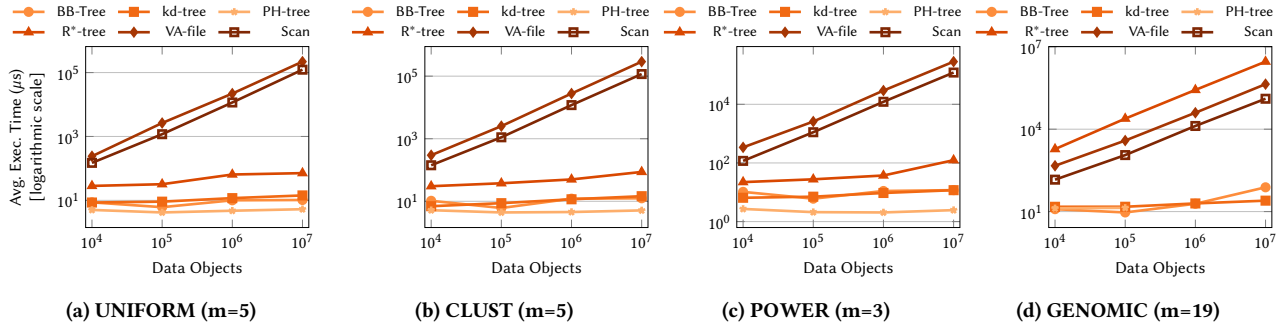 BB-Tree kd-tree PH-tree
R*-tree VA-file Scan
Avg. Exec. Time (μs)
[logarithmic scale]
10^5
10^3
10^1
10^4 10^5 10^6 10^7
Data Objects
(a) UNIFORM (m=5)
BB-Tree kd-tree PH-tree
R*-tree VA-file Scan
10^5
10^3
10^1
10^4 10^5 10^6 10^7
Data Objects
(b) CLUST (m=5)
BB-Tree kd-tree PH-tree
R*-tree VA-file Scan
10^4
10^2
10^0
10^4 10^5 10^6 10^7
Data Objects
(c) POWER (m=3)
BB-Tree kd-tree PH-tree
R*-tree VA-file Scan
10^7
10^4
10^1
10^4 10^5 10^6 10^7
Data Objects
(d) GENOMIC (m=19)